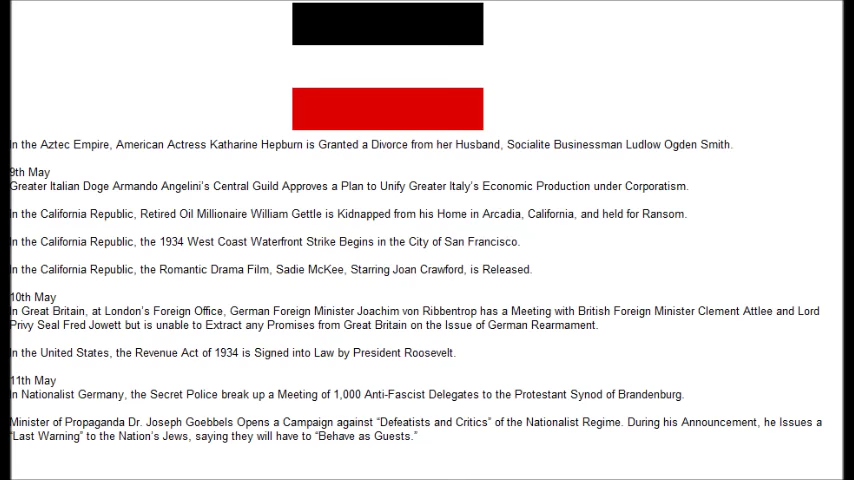 In the Aztec Empire, American Actress Katharine Hepburn is Granted a Divorce from her Husband, Socialite Businessman Ludlow Ogden Smith.
9th May
Greater Italian Doge Armando Angelini's Central Guild Approves a Plan to Unify Greater Italy's Economic Production under Corporatism.
In the California Republic, Retired Oil Millionaire William Gettle is Kidnapped from his Home in Arcadia, California, and held for Ransom.
In the California Republic, the 1934 West Coast Waterfront Strike Begins in the City of San Francisco.
In the California Republic, the Romantic Drama Film, Sadie McKee, Starring Joan Crawford, is Released.
10th May
In Great Britain, at London's Foreign Office, German Foreign Minister Joachim von Ribbentrop has a Meeting with British Foreign Minister Clement Attlee and Lord
Privy Seal Fred Jowett but is unable to Extract any Promises from Great Britain on the Issue of German Rearmament.
In the United States, the Revenue Act of 1934 is Signed into Law by President Roosevelt.
11th May
In Nationalist Germany, the Secret Police break up a Meeting of 1,000 Anti-Fascist Delegates to the Protestant Synod of Brandenburg.
Minister of Propaganda Dr. Joseph Goebbels Opens a Campaign against "Defeatists and Critics" of the Nationalist Regime. During his Announcement, he Issues a
"Last Warning" to the Nation's Jews, saying they will have to "Behave as Guests."